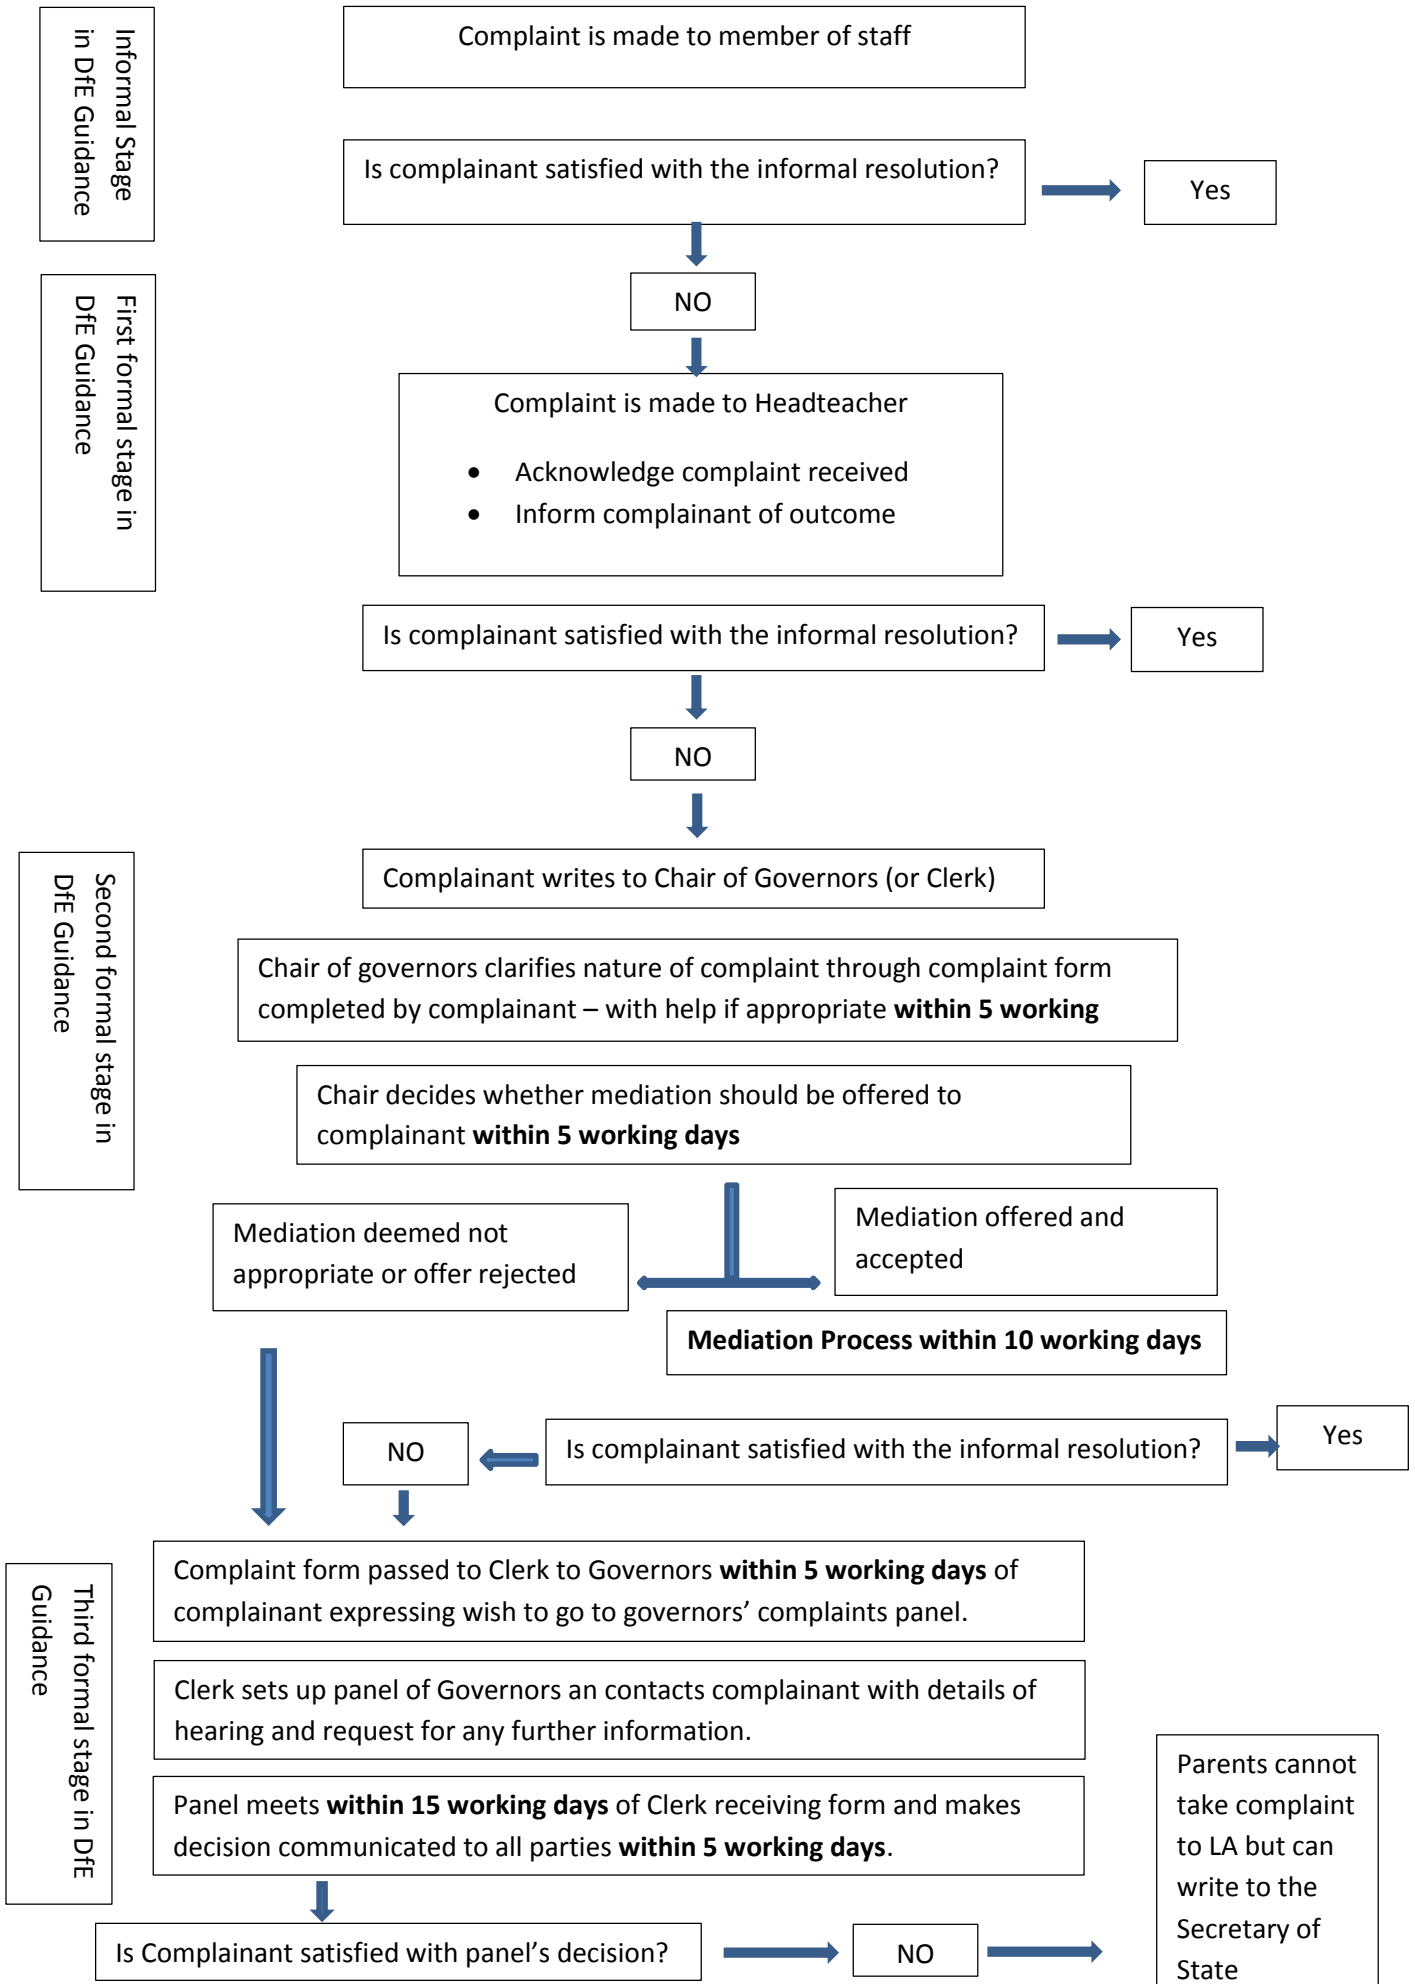 Informal Stage
in DfE Guidance
Complaint is made to member of staff
Is complainant satisfied with the informal resolution?
Yes
NO
First formal stage in
DfE Guidance
Complaint is made to Headteacher
• Acknowledge complaint received
• Inform complainant of outcome
Is complainant satisfied with the informal resolution?
Yes
NO
Second formal stage in
DfE Guidance
Complainant writes to Chair of Governors (or Clerk)
Chair of governors clarifies nature of complaint through complaint form
completed by complainant – with help if appropriate within 5 working
Chair decides whether mediation should be offered to
complainant within 5 working days
Mediation deemed not
appropriate or offer rejected
Mediation offered and
accepted
Mediation Process within 10 working days
NO
Is complainant satisfied with the informal resolution?
Yes
Third formal stage in DfE
Guidance
Complaint form passed to Clerk to Governors within 5 working days of
complainant expressing wish to go to governors’ complaints panel.
Clerk sets up panel of Governors an contacts complainant with details of
hearing and request for any further information.
Panel meets within 15 working days of Clerk receiving form and makes
decision communicated to all parties within 5 working days.
Is Complainant satisfied with panel’s decision?
NO
Parents cannot
take complaint
to LA but can
write to the
Secretary of
State